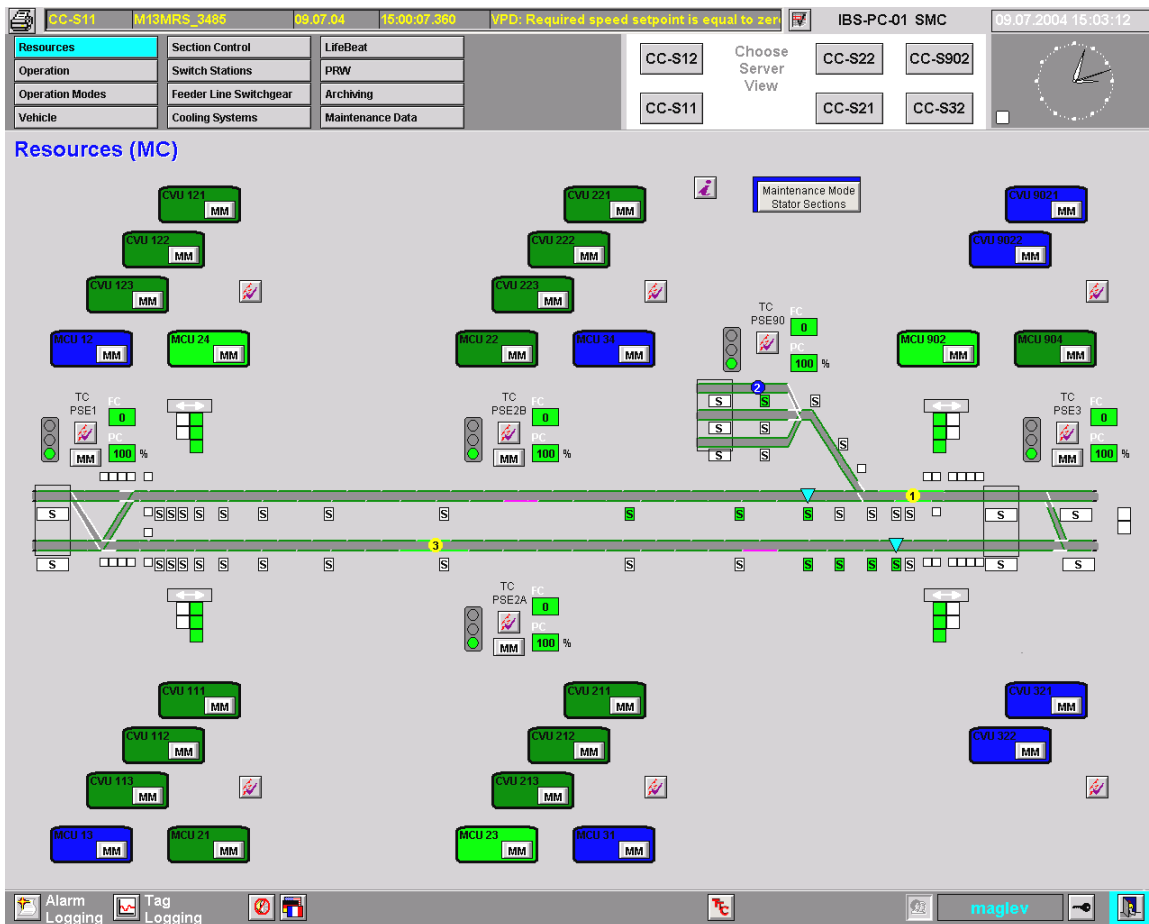 CC-S11 M13MRS_3485 09.07.04 15:00:07.360 VPD: Required speed setpoint is equal to zer IBS-PC-01 SMC 09.07.2004 15:03:12
Resources Section Control LifeBeat
Operation Switch Stations PRW
Operation Modes Feeder Line Switchgear Archiving
Vehicle Cooling Systems Maintenance Data
CC-S12 Choose Server View CC-S22 CC-S902
CC-S11 CC-S21 CC-S32
Resources (MC)
CVU 121 MM CVU 221 MM i Maintenance Mode Stator Sections CVU 9021 MM
CVU 122 MM CVU 222 MM CVU 9022 MM
CVU 123 MM CVU 223 MM
MCU 12 MM MCU 24 MM MCU 22 MM MCU 34 MM MCU 902 MM MCU 904 MM
TC PSE90 FC 0 PC 100 %
TC PSE1 FC 0 PC 100 % MM
TC PSE2B FC 0 PC 100 % MM
TC PSE3 FC 0 PC 100 % MM
2
S S S
S S
S S S
1
S S S S S S S S S S S S S S S S S S
3
S S S S S S S S S S S S S S S S S S
TC PSE2A FC 0 PC 100 % MM
CVU 111 MM CVU 211 MM CVU 321 MM
CVU 112 MM CVU 212 MM CVU 322 MM
CVU 113 MM CVU 213 MM
MCU 13 MM MCU 21 MM MCU 23 MM MCU 31 MM
Alarm Logging Tag Logging TC maglev